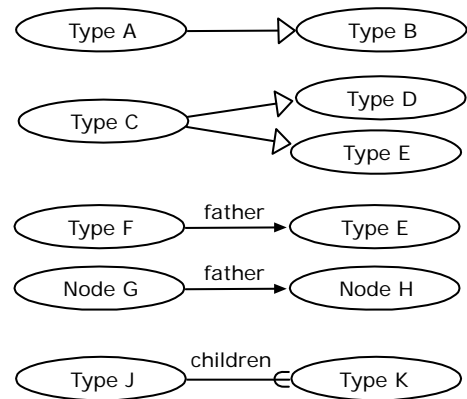 Type A
Type B
Type C
Type D
Type E
father
Type F
Type E
father
Node G
Node H
children
Type J
Type K